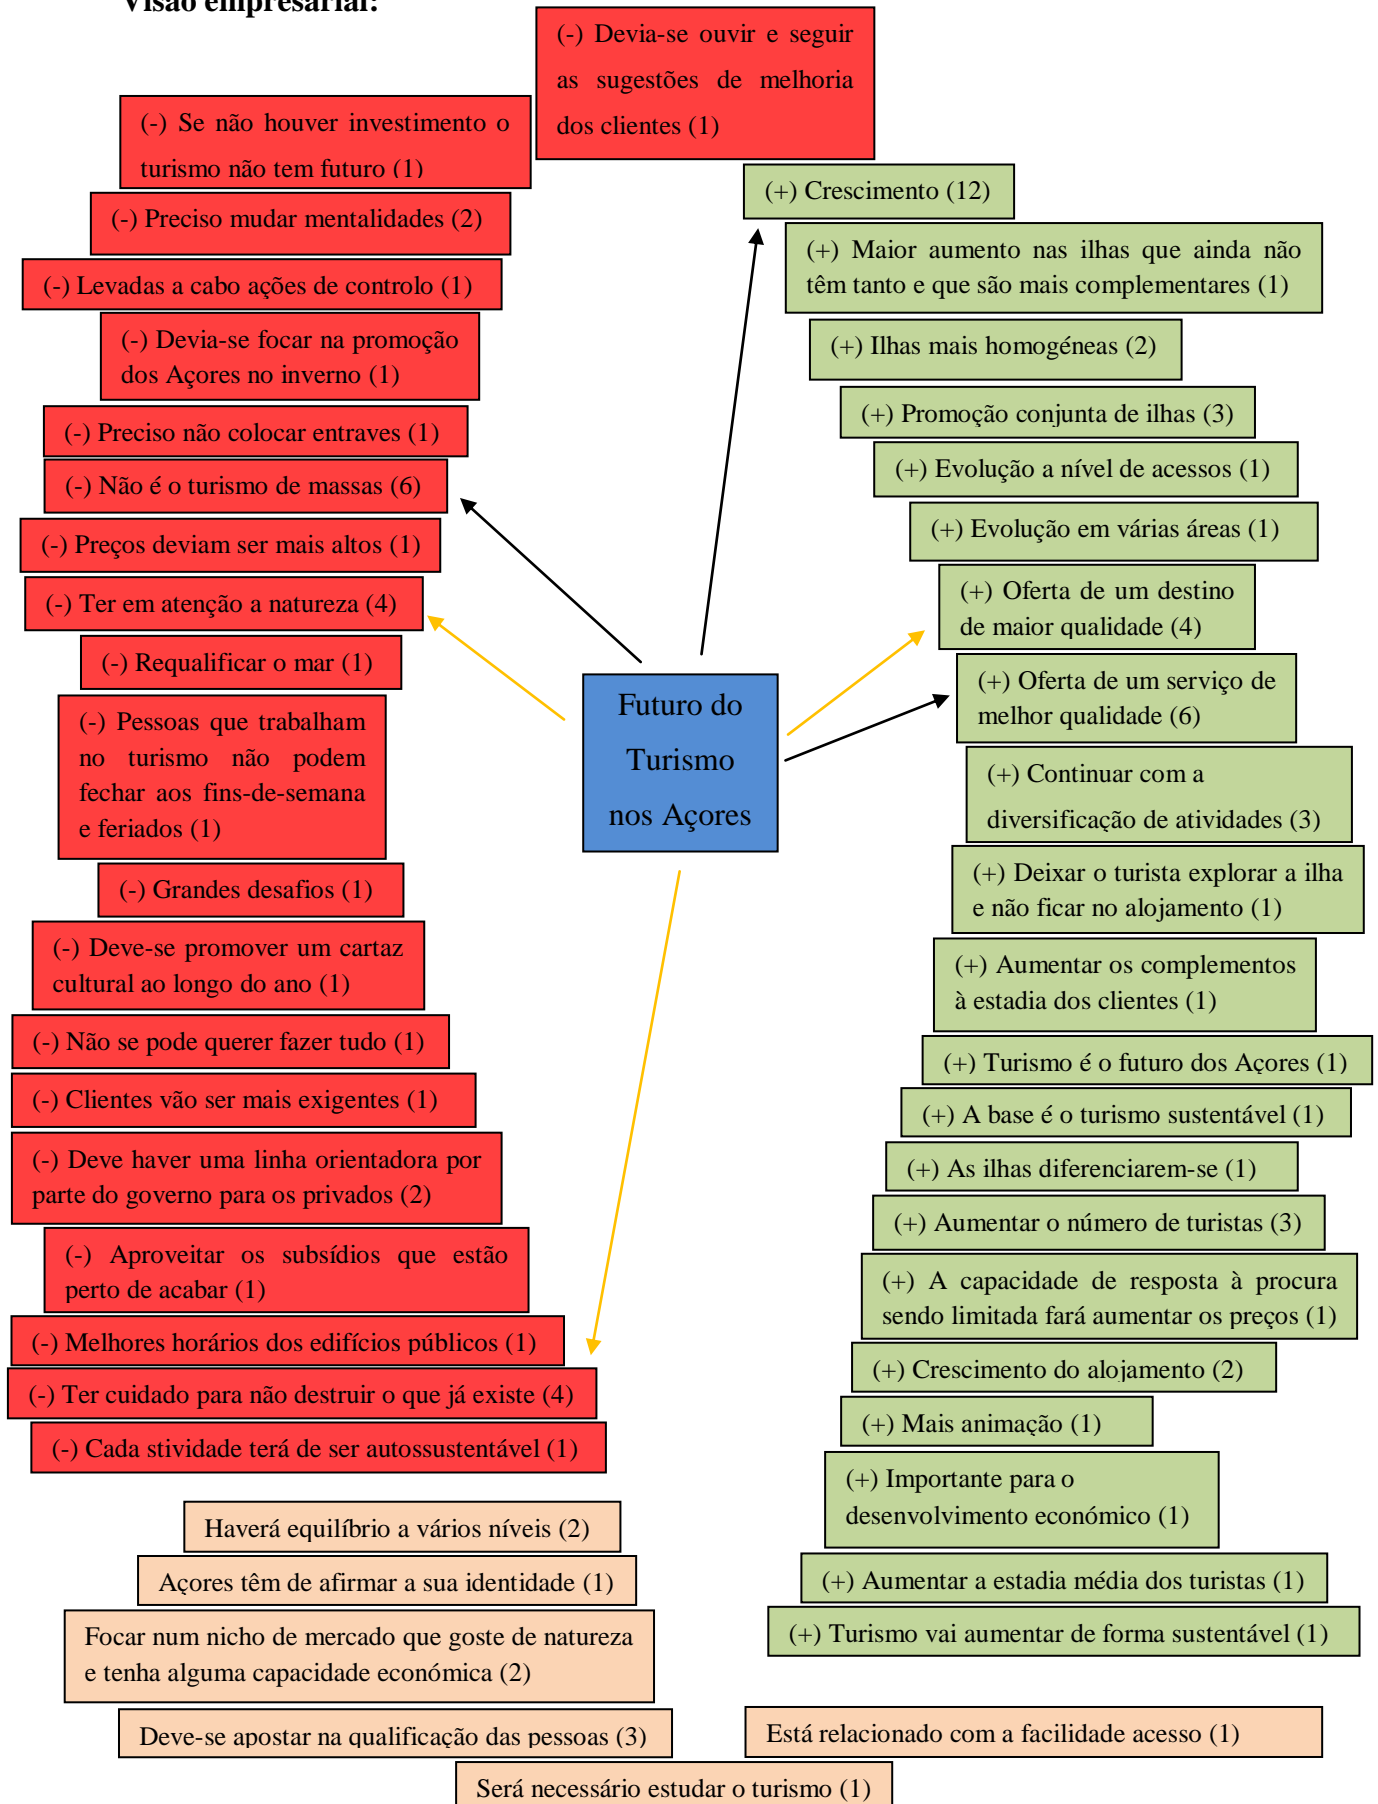 Visão empresarial:
(-) Devia-se ouvir e seguir
as sugestões de melhoria
dos clientes (1)
(-) Se não houver investimento o
turismo não tem futuro (1)
(-) Preciso mudar mentalidades (2)
(-) Levadas a cabo ações de controlo (1)
(-) Devia-se focar na promoção
dos Açores no inverno (1)
(-) Preciso não colocar entraves (1)
(-) Não é o turismo de massas (6)
(-) Preços deviam ser mais altos (1)
(-) Ter em atenção a natureza (4)
(-) Requalificar o mar (1)
(-) Pessoas que trabalham
no turismo não podem
fechar aos fins-de-semana
e feriados (1)
(-) Grandes desafios (1)
(-) Deve-se promover um cartaz
cultural ao longo do ano (1)
(-) Não se pode querer fazer tudo (1)
(-) Clientes vão ser mais exigentes (1)
(-) Deve haver uma linha orientadora por
parte do governo para os privados (2)
(-) Aproveitar os subsídios que estão
perto de acabar (1)
(-) Melhores horários dos edifícios públicos (1)
(-) Ter cuidado para não destruir o que já existe (4)
(-) Cada stividade terá de ser autossustentável (1)
Futuro do
Turismo
nos Açores
(+) Crescimento (12)
(+) Maior aumento nas ilhas que ainda não
têm tanto e que são mais complementares (1)
(+) Ilhas mais homogéneas (2)
(+) Promoção conjunta de ilhas (3)
(+) Evolução a nível de acessos (1)
(+) Evolução em várias áreas (1)
(+) Oferta de um destino
de maior qualidade (4)
(+) Oferta de um serviço de
melhor qualidade (6)
(+) Continuar com a
diversificação de atividades (3)
(+) Deixar o turista explorar a ilha
e não ficar no alojamento (1)
(+) Aumentar os complementos
à estadia dos clientes (1)
(+) Turismo é o futuro dos Açores (1)
(+) A base é o turismo sustentável (1)
(+) As ilhas diferenciarem-se (1)
(+) Aumentar o número de turistas (3)
(+) A capacidade de resposta à procura
sendo limitada fará aumentar os preços (1)
(+) Crescimento do alojamento (2)
(+) Mais animação (1)
(+) Importante para o
desenvolvimento económico (1)
(+) Aumentar a estadia média dos turistas (1)
(+) Turismo vai aumentar de forma sustentável (1)
Haverá equilíbrio a vários níveis (2)
Açores têm de afirmar a sua identidade (1)
Focar num nicho de mercado que goste de natureza
e tenha alguma capacidade económica (2)
Deve-se apostar na qualificação das pessoas (3)
Está relacionado com a facilidade acesso (1)
Será necessário estudar o turismo (1)